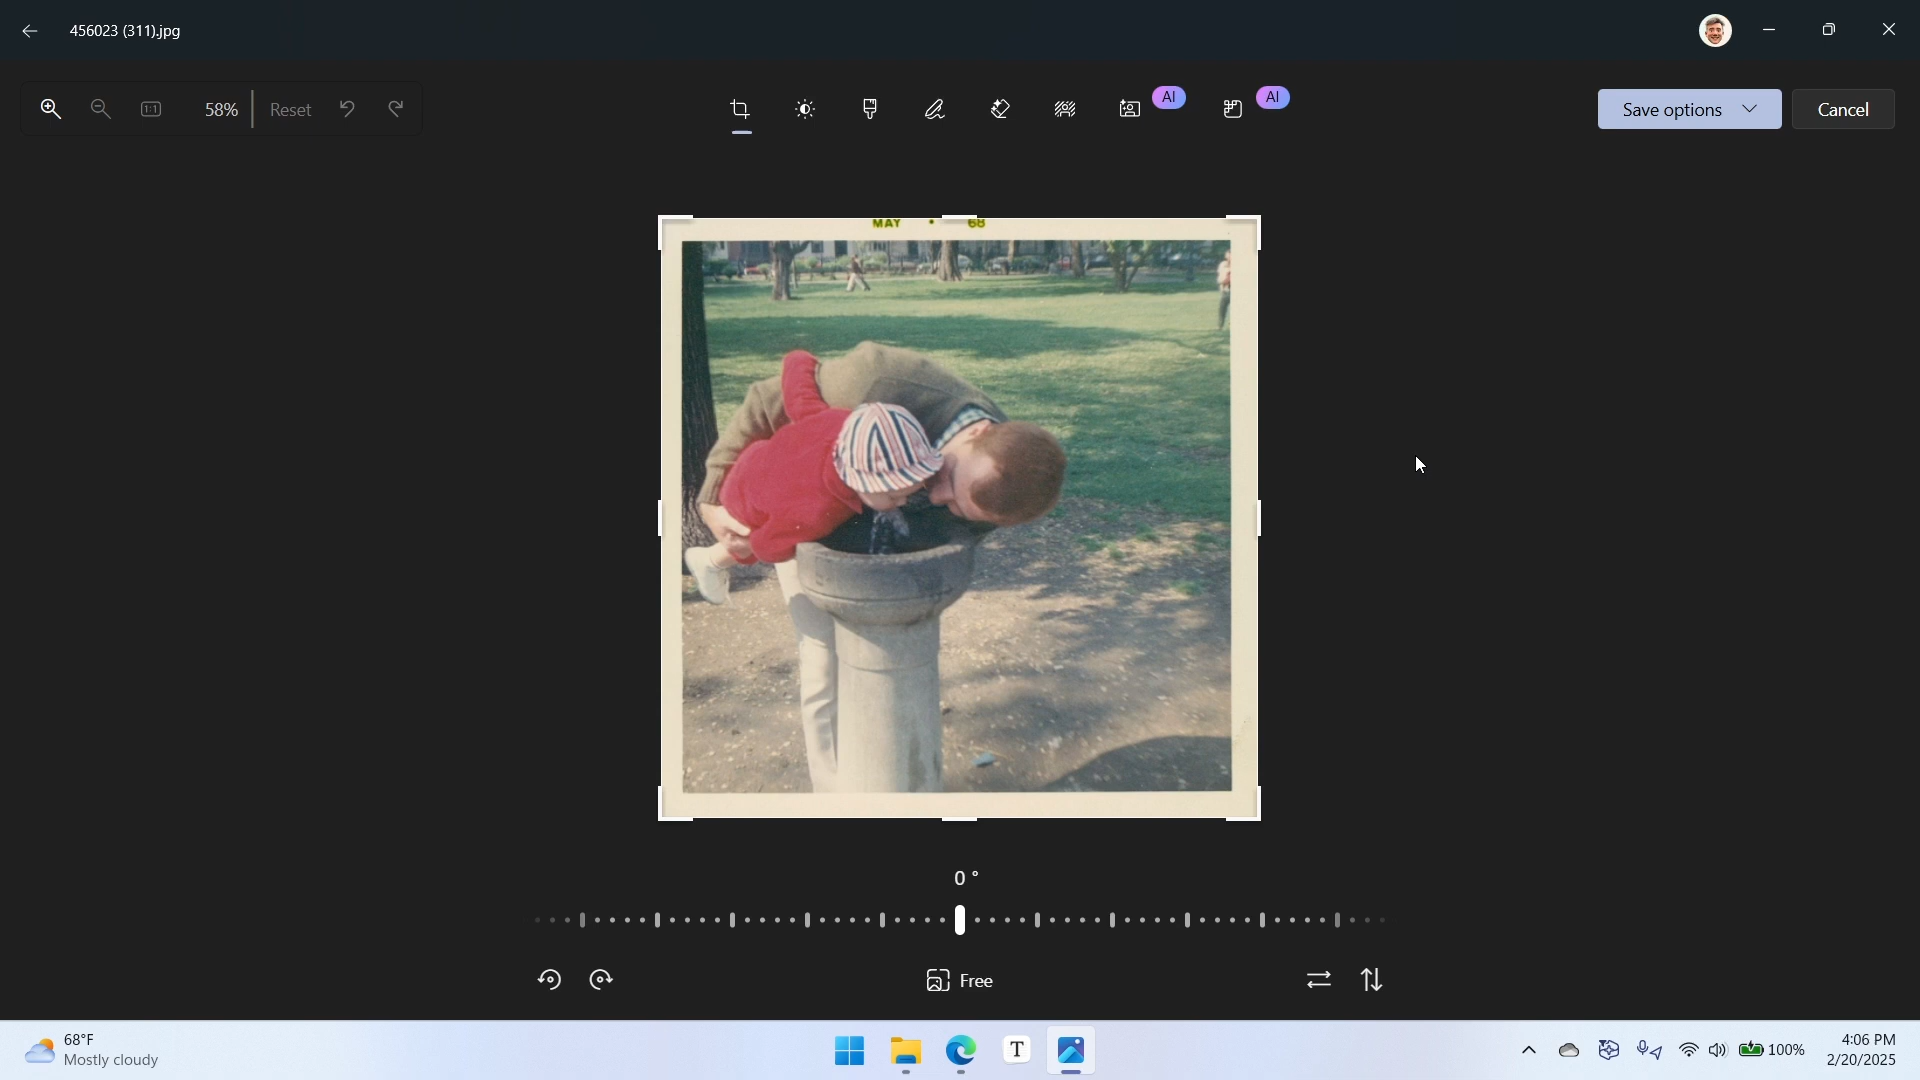 456023 (311).jpg
58%
Reset
AI
AI
Save options
Cancel
MAY • 68
0 °
Free
68°F
Mostly cloudy
T
100%
4:06 PM
2/20/2025